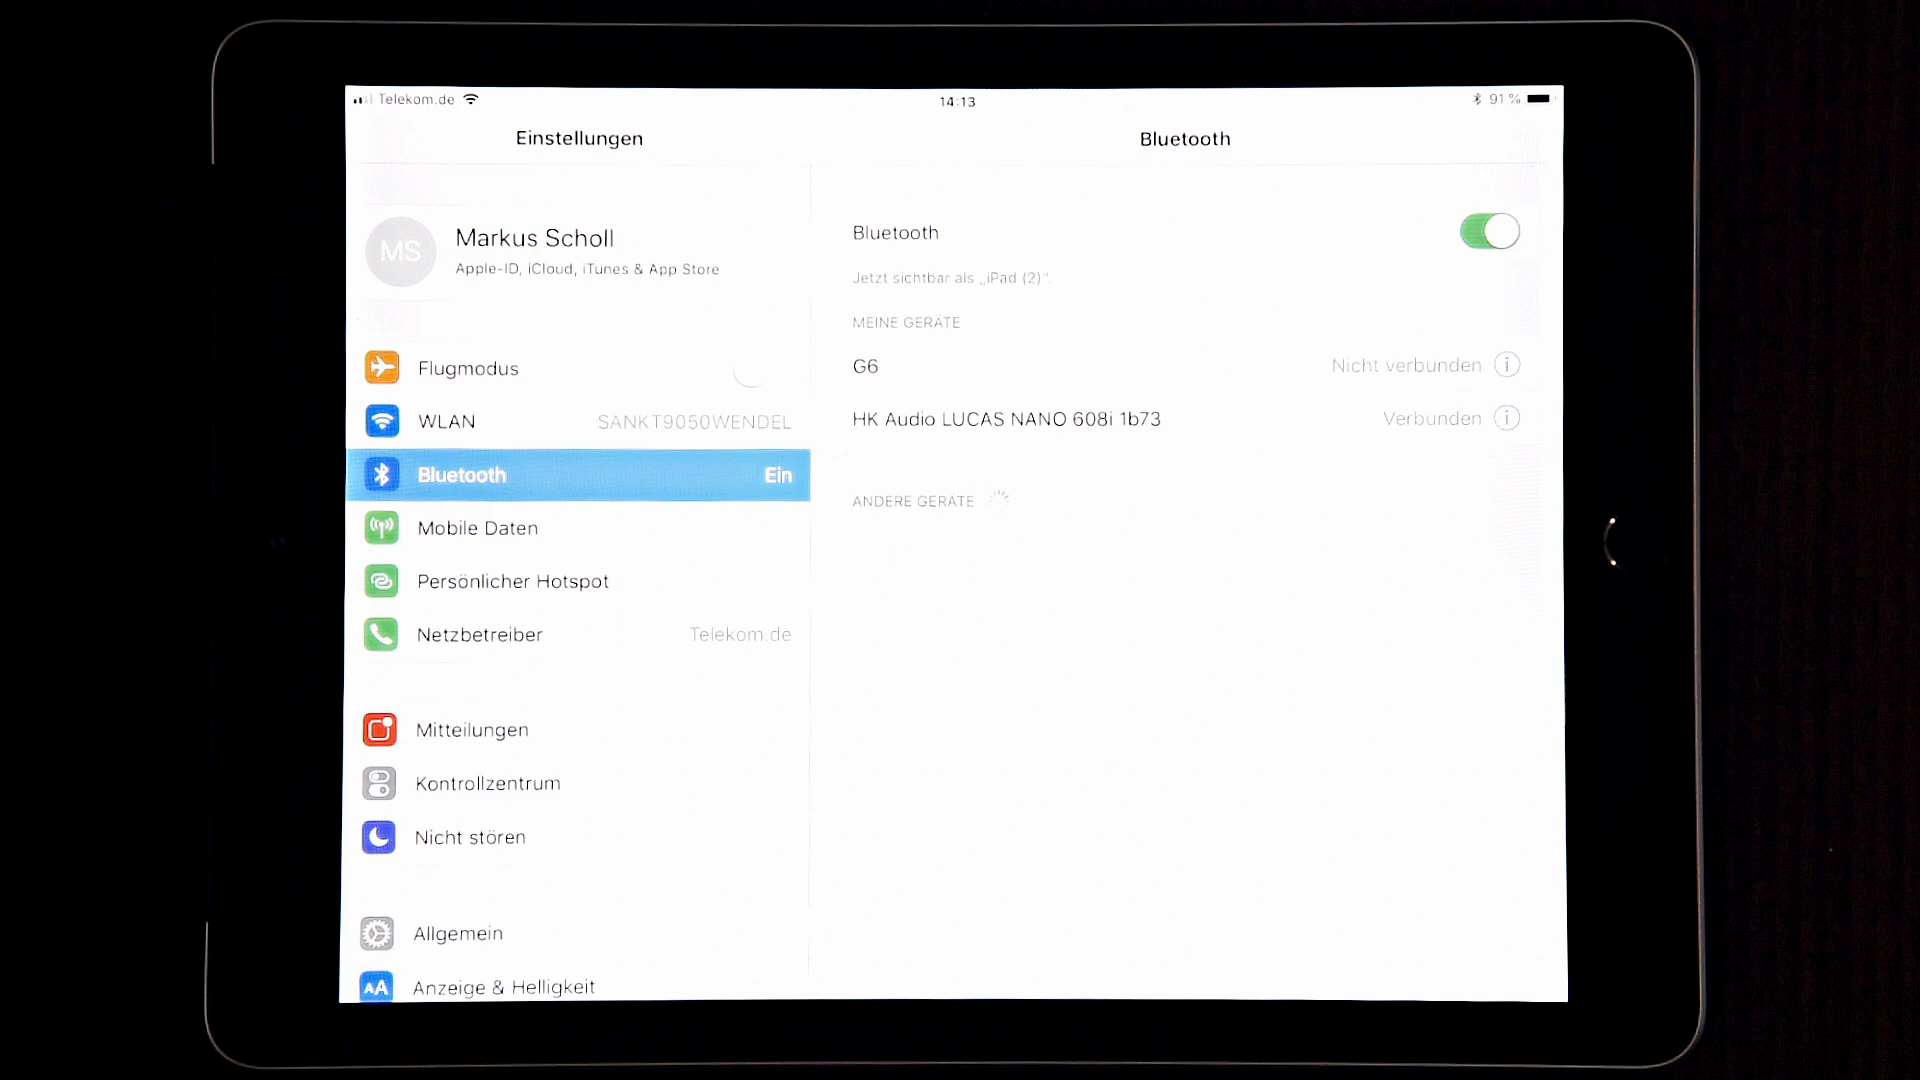 Telekom.de
14:13
91 %
Einstellungen
Bluetooth
MS
Markus Scholl
Apple-ID, iCloud, iTunes & App Store
Flugmodus
WLAN SANKT9050WENDEL
Bluetooth Ein
Mobile Daten
Persönlicher Hotspot
Netzbetreiber Telekom.de
Mitteilungen
Kontrollzentrum
Nicht stören
Allgemein
AA Anzeige & Helligkeit
Bluetooth
Jetzt sichtbar als „iPad (2)“.
MEINE GERÄTE
G6 Nicht verbunden i
HK Audio LUCAS NANO 608i 1b73 Verbunden i
ANDERE GERÄTE